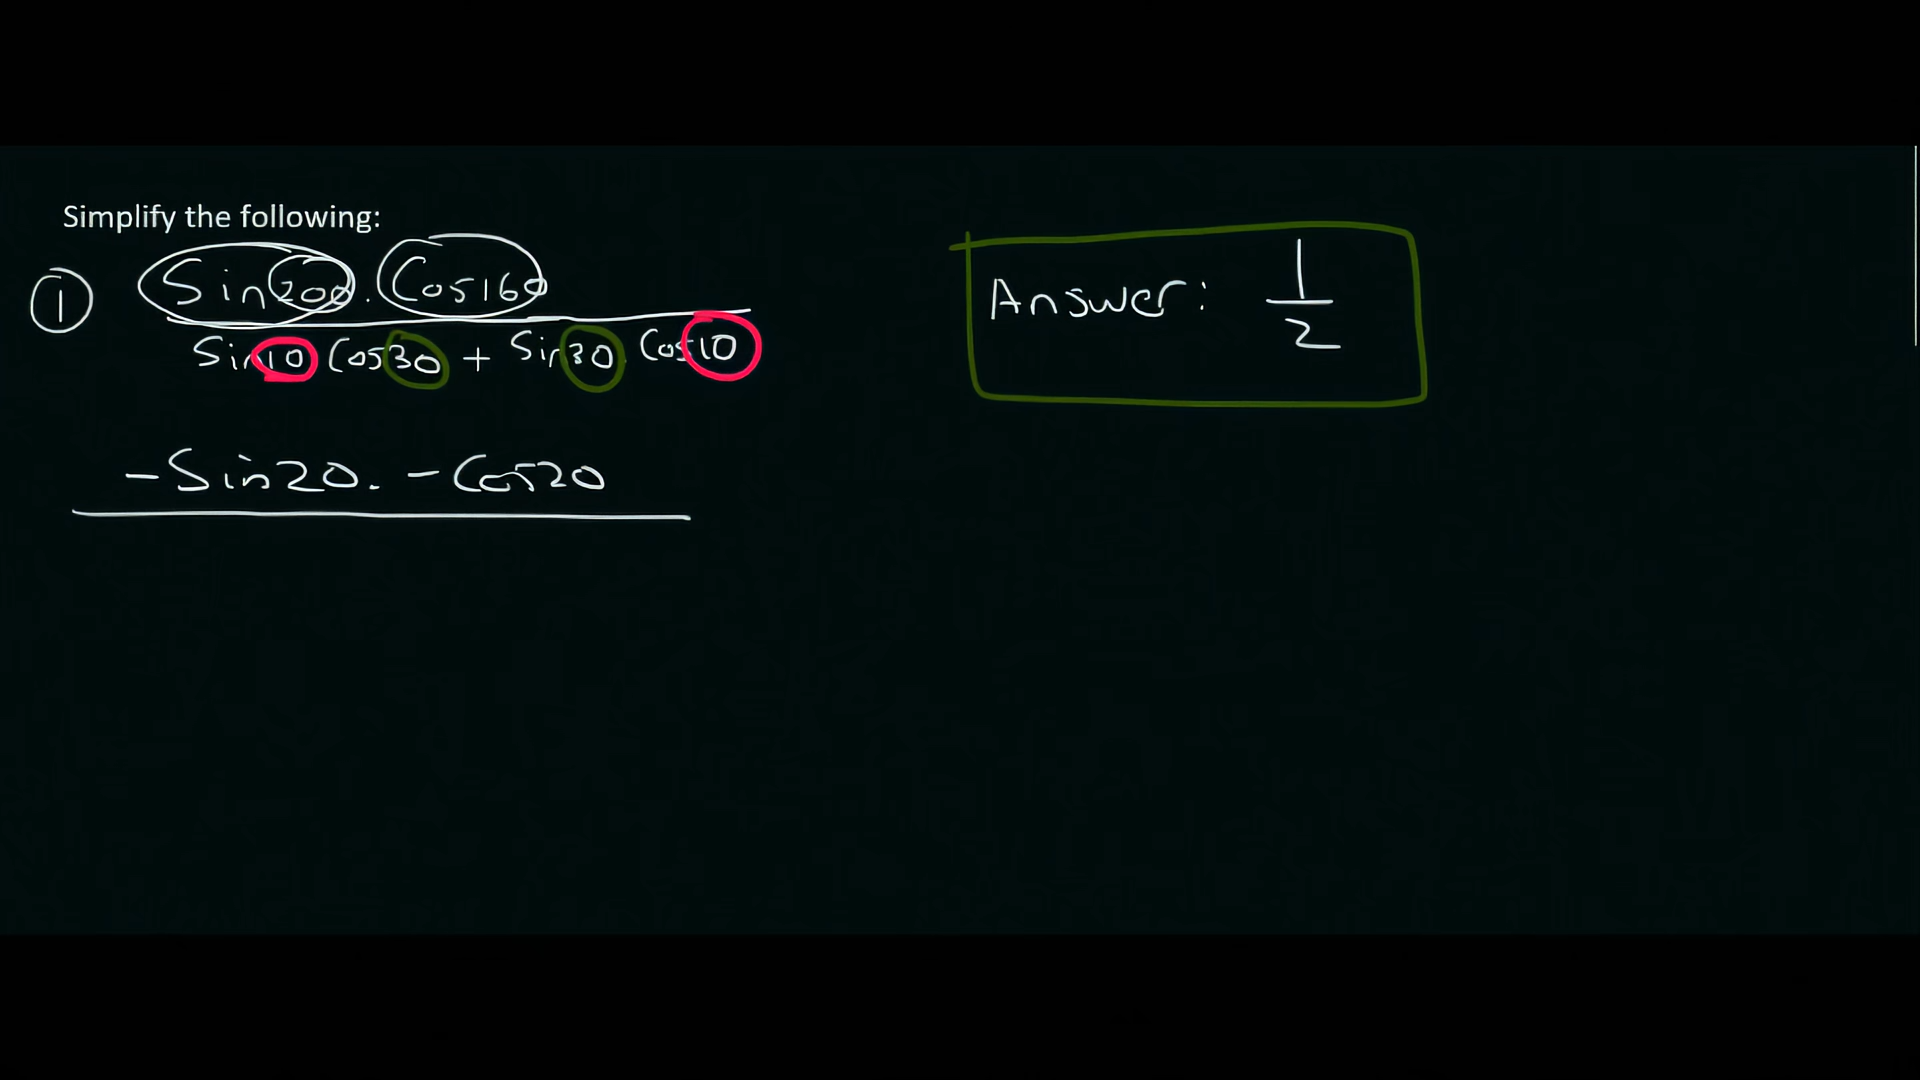 Simplify the following:
① Sin200 . Cos160
Sin10 Cos30 + Sin30 . Cos10
Answer: 1/2
-Sin20 . -Cos20